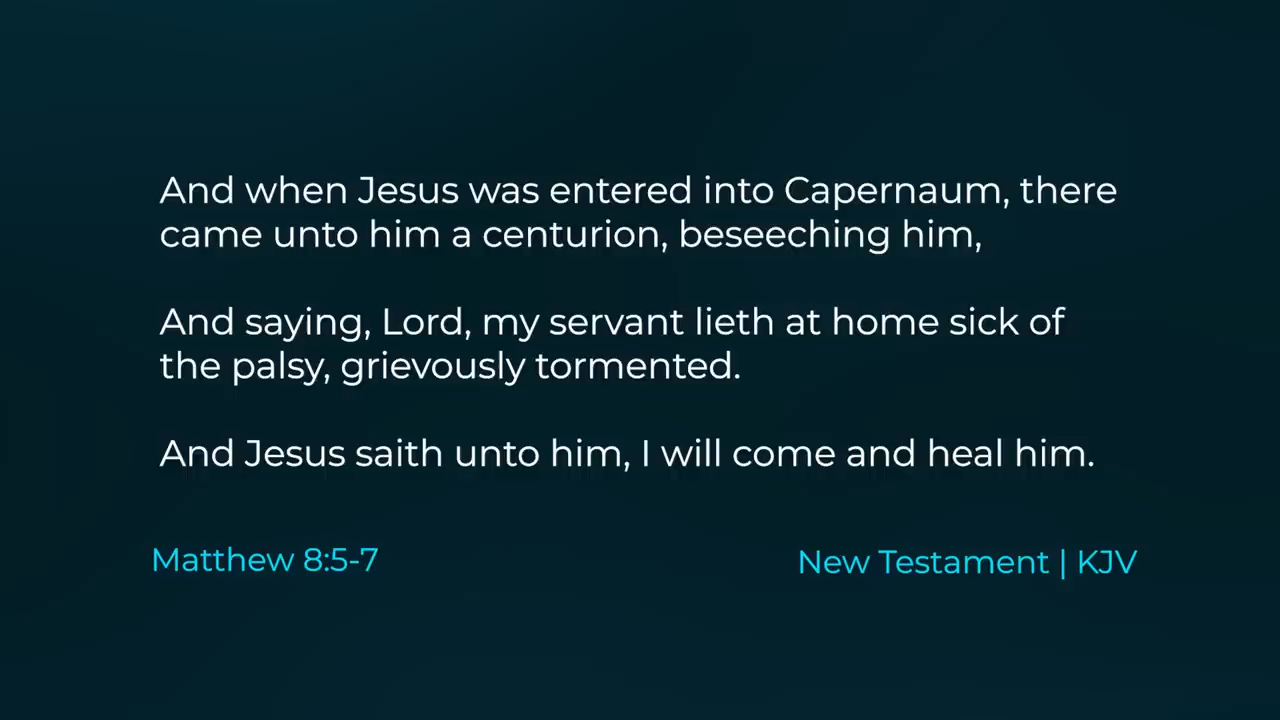 And when Jesus was entered into Capernaum, there
came unto him a centurion, beseeching him,
And saying, Lord, my servant lieth at home sick of
the palsy, grievously tormented.
And Jesus saith unto him, I will come and heal him.
Matthew 8:5-7
New Testament | KJV